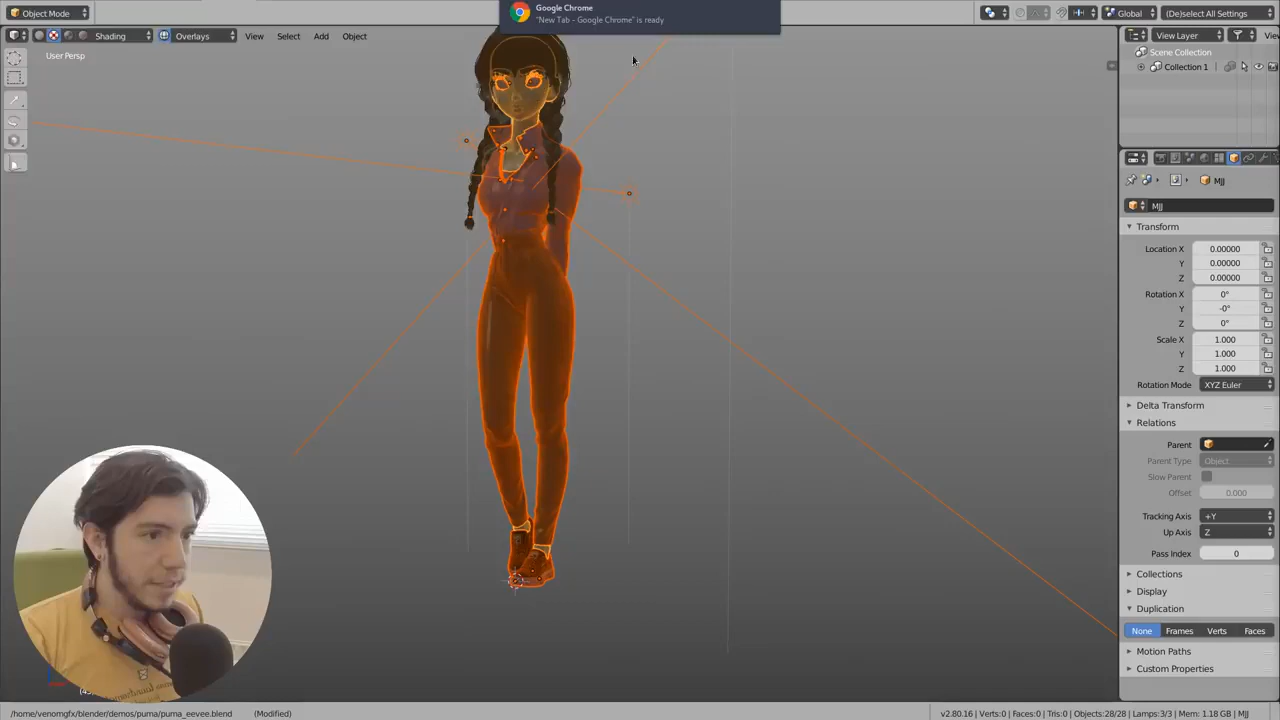 Object Mode
Google Chrome
"New Tab - Google Chrome" is ready
Global
(De)select All Settings
Shading
Overlays
View
Select
Add
Object
View Layer
User Persp
Scene Collection
Collection 1
MJJ
MJJ
Transform
Location X 0.00000
Y 0.00000
Z 0.00000
Rotation X 0°
Y -0°
Z 0°
Scale X 1.000
Y 1.000
Z 1.000
Rotation Mode XYZ Euler
Delta Transform
Relations
Parent
Parent Type Object
Slow Parent
Offset 0.000
Tracking Axis +Y
Up Axis Z
Pass Index 0
Collections
Display
Duplication
None Frames Verts Faces
Motion Paths
Custom Properties
/home/venomgfx/blender/demos/puma/puma_eevee.blend (Modified)
v2.80.16 | Verts:0 | Faces:0 | Tris:0 | Objects:28/28 | Lamps:3/3 | Mem: 1.18 GB | MJJ